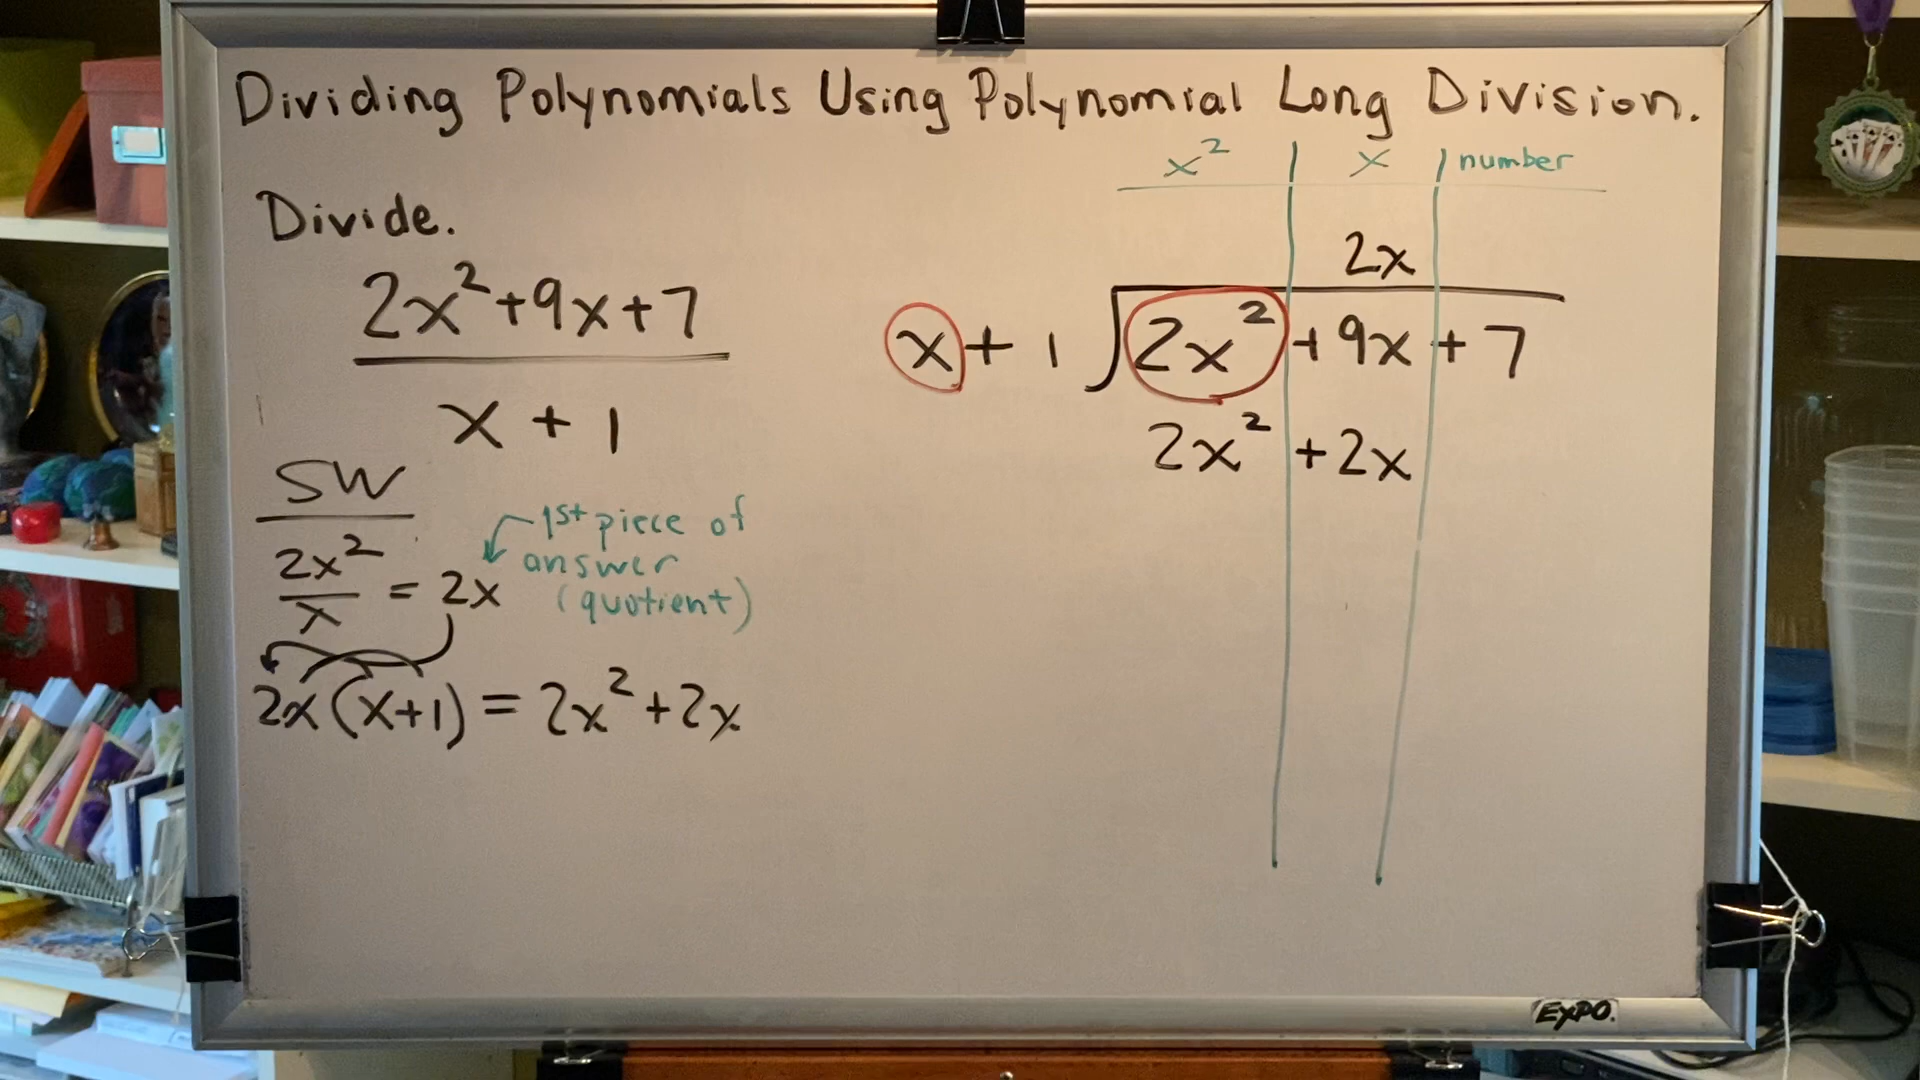 Dividing Polynomials Using Polynomial Long Division.
x² | x | number
Divide.
2x²+9x+7
x + 1
2x
x + 1 2x² + 9x + 7
2x² + 2x
SW
2x²
x
= 2x
1st piece of
answer
(quotient)
2x(x+1) = 2x²+2x
EXPO.